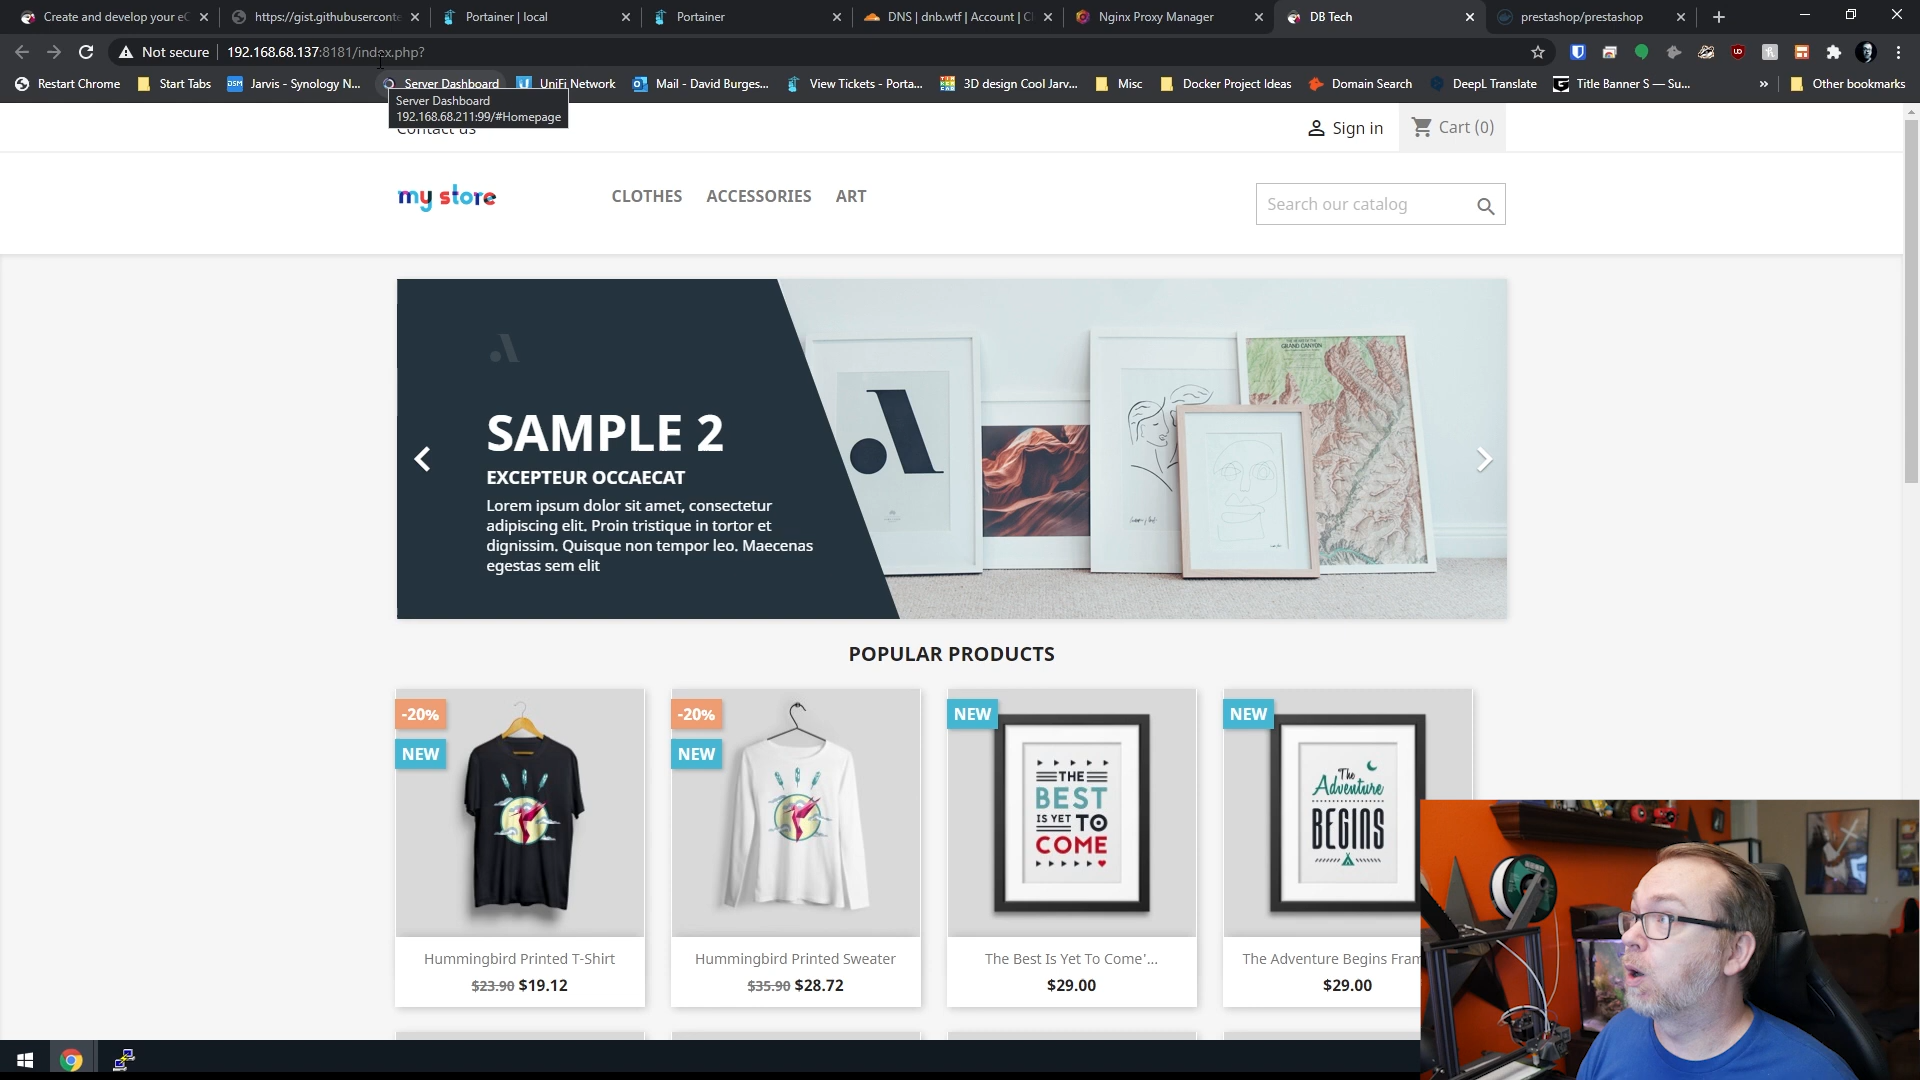 Create and develop your eC
https://gist.githubuserconte
Portainer | local
Portainer
DNS | dnb.wtf | Account | Cl
Nginx Proxy Manager
DB Tech
prestashop/prestashop
Not secure
192.168.68.137:8181/index.php?
Restart Chrome
Start Tabs
Jarvis - Synology N...
Server Dashboard
UniFi Network
Mail - David Burges...
View Tickets - Porta...
3D design Cool Jarv...
Misc
Docker Project Ideas
Domain Search
DeepL Translate
Title Banner S — Su...
»
Other bookmarks
Server Dashboard
192.168.68.211:99/#Homepage
Contact us
Sign in
Cart (0)
my store
CLOTHES
ACCESSORIES
ART
Search our catalog
SAMPLE 2
EXCEPTEUR OCCAECAT
Lorem ipsum dolor sit amet, consectetur
adipiscing elit. Proin tristique in tortor et
dignissim. Quisque non tempor leo. Maecenas
egestas sem elit
GRAND CANYON
POPULAR PRODUCTS
-20%
NEW
-20%
NEW
NEW
THE
BEST
IS YET TO
COME
NEW
The
Adventure
BEGINS
Hummingbird Printed T-Shirt
$23.90 $19.12
Hummingbird Printed Sweater
$35.90 $28.72
The Best Is Yet To Come'...
$29.00
The Adventure Begins Fram
$29.00